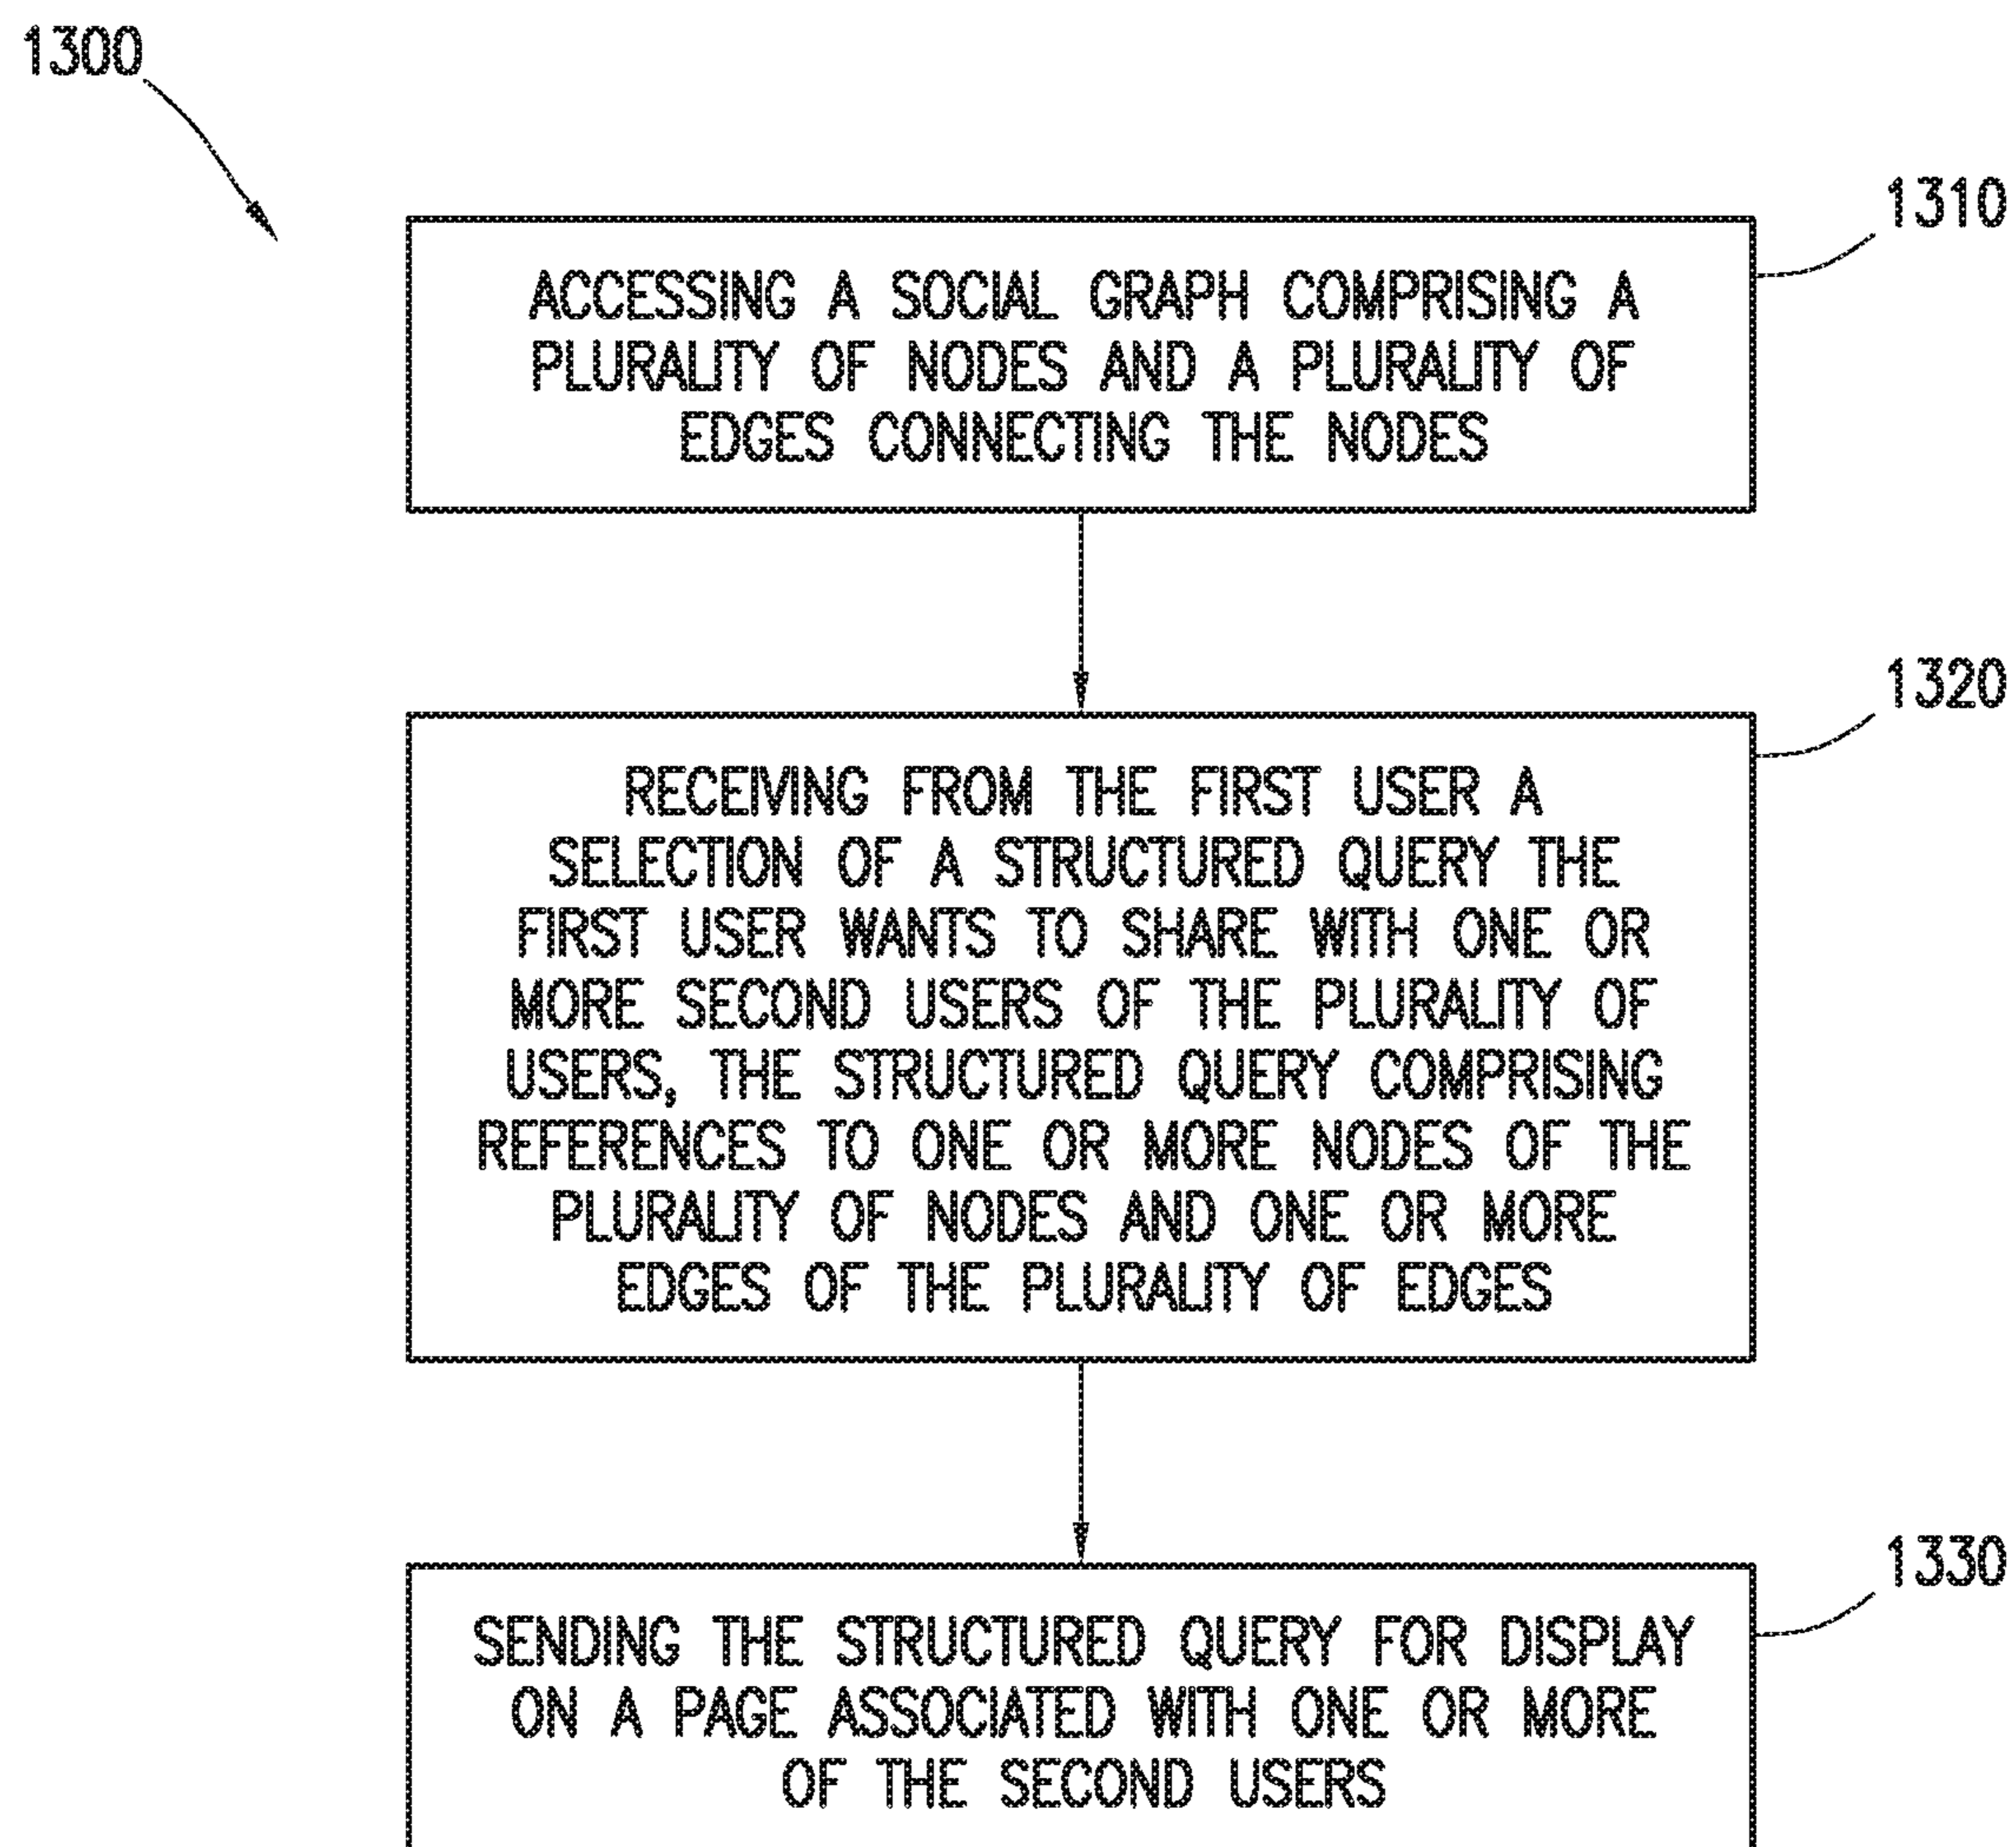 1300
1310
ACCESSING A SOCIAL GRAPH COMPRISING A
PLURALITY OF NODES AND A PLURALITY OF
EDGES CONNECTING THE NODES
1320
RECEIVING FROM THE FIRST USER A
SELECTION OF A STRUCTURED QUERY THE
FIRST USER WANTS TO SHARE WITH ONE OR
MORE SECOND USERS OF THE PLURALITY OF
USERS, THE STRUCTURED QUERY COMPRISING
REFERENCES TO ONE OR MORE NODES OF THE
PLURALITY OF NODES AND ONE OR MORE
EDGES OF THE PLURALITY OF EDGES
1330
SENDING THE STRUCTURED QUERY FOR DISPLAY
ON A PAGE ASSOCIATED WITH ONE OR MORE
OF THE SECOND USERS